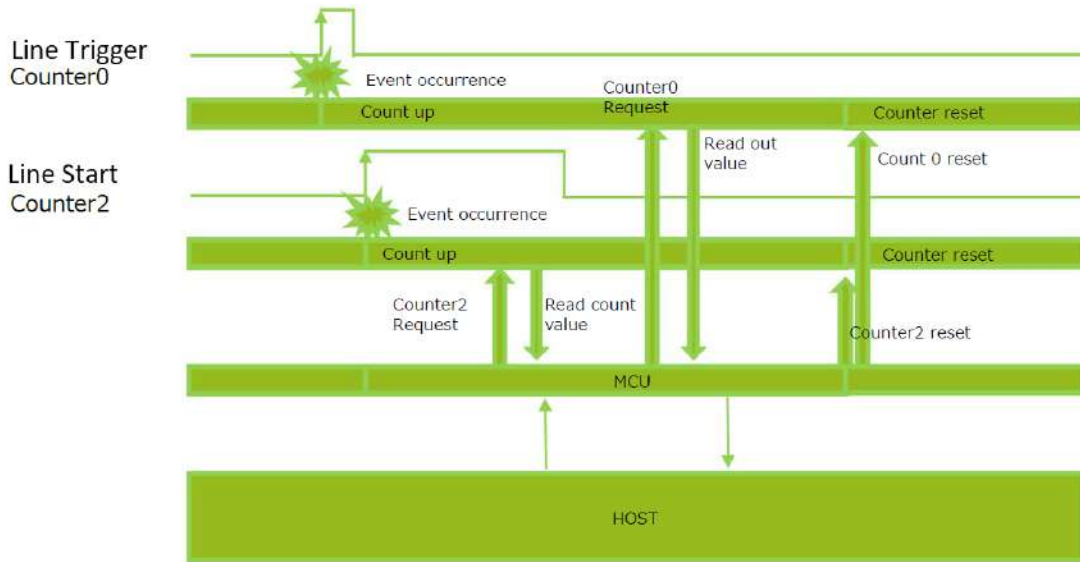 Line Trigger
Counter0
Event occurrence
Counter0
Request
Count up
Counter reset
Read out
value
Count 0 reset
Line Start
Counter2
Event occurrence
Count up
Counter reset
Counter2
Request
Read count
value
Counter2 reset
MCU
HOST